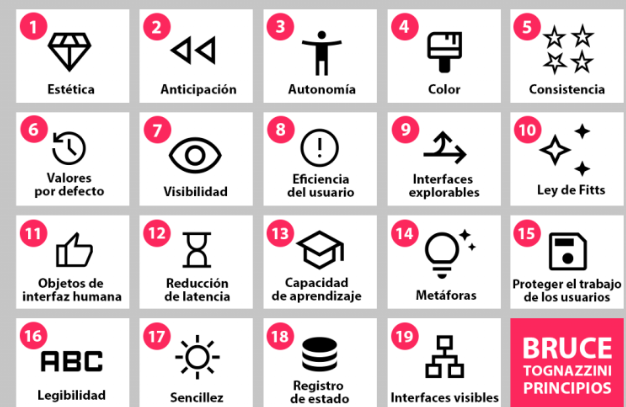 1
Estética
2
Anticipación
3
Autonomía
4
Color
5
Consistencia
6
Valores
por defecto
7
Visibilidad
8
Eficiencia
del usuario
9
Interfaces
explorables
10
Ley de Fitts
11
Objetos de
interfaz humana
12
Reducción
de latencia
13
Capacidad
de aprendizaje
14
Metáforas
15
Proteger el trabajo
de los usuarios
16
ABC
Legibilidad
17
Sencillez
18
Registro
de estado
19
Interfaces visibles
BRUCE
TOGNAZZINI
PRINCIPIOS